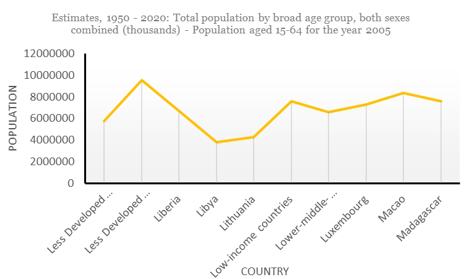 Estimates, 1950 - 2020: Total population by broad age group, both sexes
combined (thousands) - Population aged 15-64 for the year 2005
12000000
10000000
8000000
6000000
4000000
2000000
0
POPULATION
Less Developed...
Less Developed...
Liberia
Libya
Lithuania
Low-income countries
Lower-middle-...
Luxembourg
Macao
Madagascar
COUNTRY